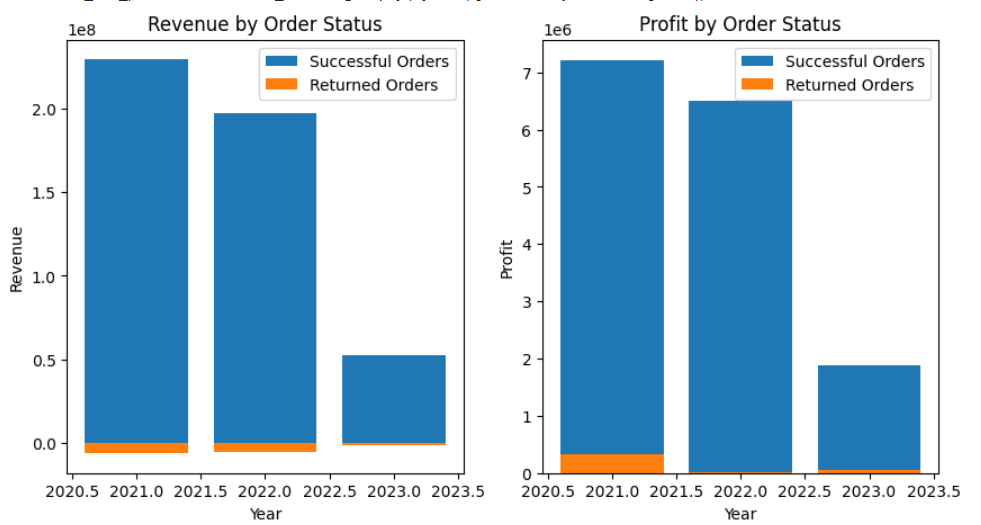 Revenue by Order Status
1e8
Successful Orders
Returned Orders
2.0
1.5
1.0
0.5
0.0
Revenue
2020.5 2021.0 2021.5 2022.0 2022.5 2023.0 2023.5
Year
Profit by Order Status
1e6
Successful Orders
Returned Orders
7
6
5
4
3
2
1
0
Profit
2020.5 2021.0 2021.5 2022.0 2022.5 2023.0 2023.5
Year